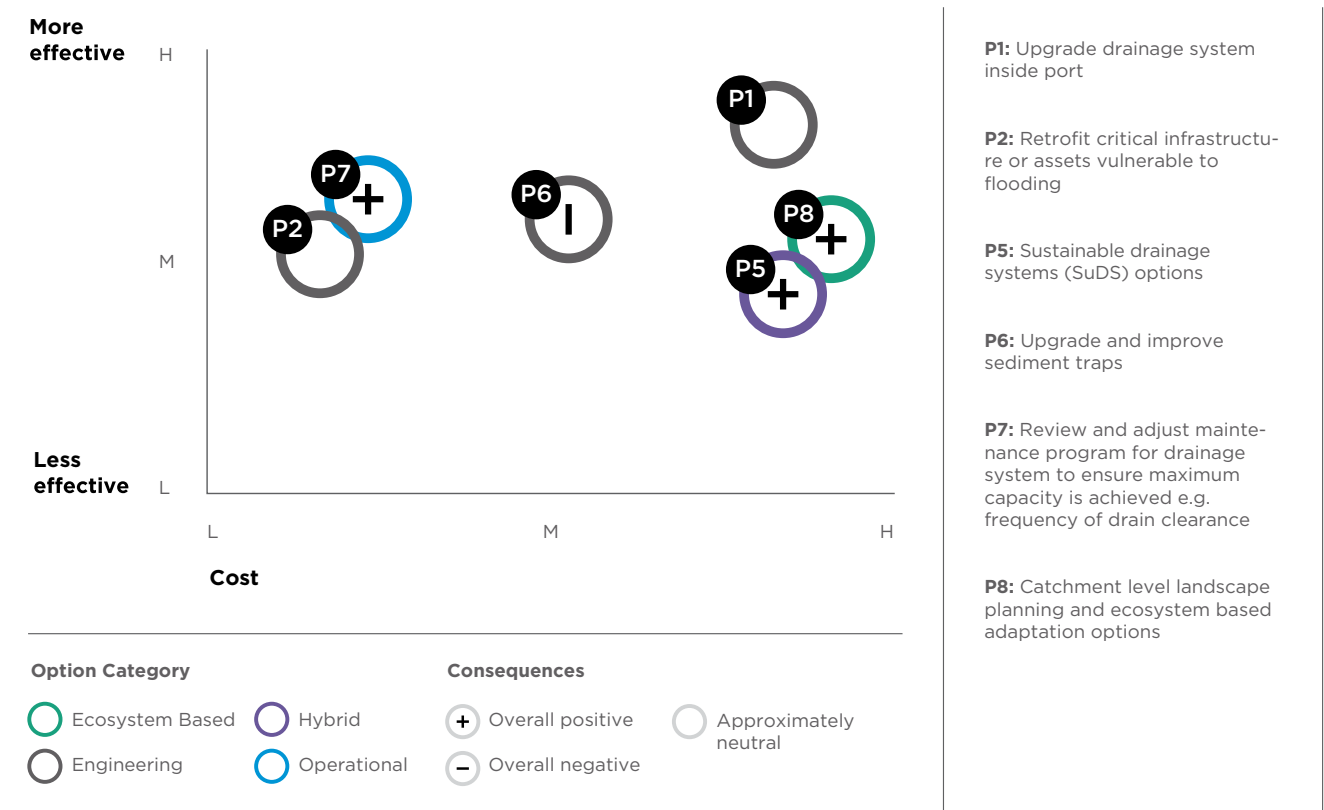 More
effective
H
M
Less
effective
L
P1
P7
P6
P2
P8
P5
+
+
+
L
M
H
Cost
Option Category
Ecosystem Based
Hybrid
Engineering
Operational
Consequences
+ Overall positive
Approximately
neutral
− Overall negative
P1: Upgrade drainage system
inside port
P2: Retrofit critical infrastructu-
re or assets vulnerable to
flooding
P5: Sustainable drainage
systems (SuDS) options
P6: Upgrade and improve
sediment traps
P7: Review and adjust mainte-
nance program for drainage
system to ensure maximum
capacity is achieved e.g.
frequency of drain clearance
P8: Catchment level landscape
planning and ecosystem based
adaptation options